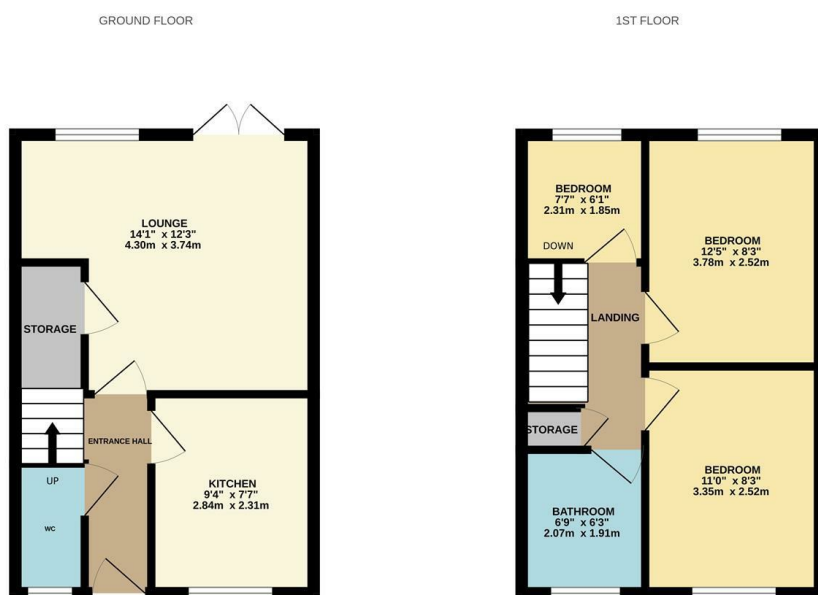 GROUND FLOOR
1ST FLOOR
LOUNGE
14'1" x 12'3"
4.30m x 3.74m
STORAGE
ENTRANCE HALL
KITCHEN
9'4" x 7'7"
2.84m x 2.31m
UP
WC
BEDROOM
7'7" x 6'1"
2.31m x 1.85m
DOWN
BEDROOM
12'5" x 8'3"
3.78m x 2.52m
LANDING
STORAGE
BEDROOM
11'0" x 8'3"
3.35m x 2.52m
BATHROOM
6'9" x 6'3"
2.07m x 1.91m